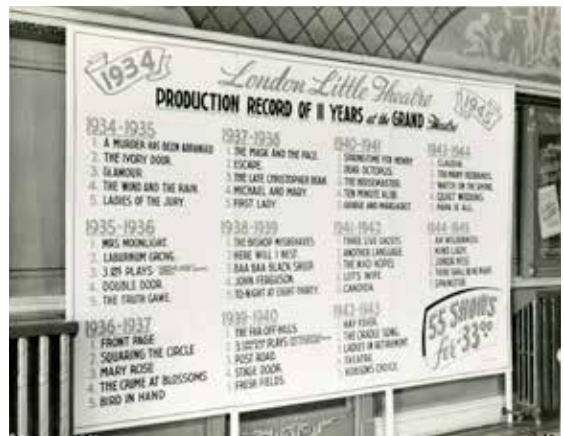 1934
London Little Theatre
1945
PRODUCTION RECORD OF 11 YEARS at the GRAND Theatre
1934-1935
1. A MURDER HAS BEEN ARRANGED
2. THE IVORY DOOR.
3. GLAMOUR.
4. THE WIND AND THE RAIN
5. LADIES OF THE JURY.
1935-1936
1. MRS. MOONLIGHT.
2. LABURNUM GROVE.
3. 3 PLAYS
4. DOUBLE DOOR.
5. THE TRUTH GAME.
1936-1937
1. FRONT PAGE
2. SQUARING THE CIRCLE
3. MARY ROSE
4. THE CRIME AT BLOSSOMS
5. BIRD IN HAND
1937-1938
1. THE MASK AND THE FACE.
2. ESCAPE.
3. THE LATE CHRISTOPHER BEAN
4. MICHAEL AND MARY.
5. FIRST LADY
1938-1939
1. THE BISHOP MISBEHAVES
2. HERE WILL I NEST.
3. BAA BAA BLACK SHEEP.
4. JOHN FERGUSON.
5. TO-NIGHT AT EIGHT-THIRTY.
1939-1940
1. THE FAR-OFF HILLS.
2. 3 PLAYS
3. POST ROAD.
4. STAGE DOOR.
5. FRESH FIELDS.
1940-1941
1. SPRINGTIME FOR HENRY
2. DEAR OCTOPUS.
3. THE HOUSEMASTER.
4. TEN MINUTE ALIBI.
5. GEORGE AND MARGARET.
1941-1942
1. THREE LIVE GHOSTS
2. ANOTHER LANGUAGE.
3. THE MAD HOPES.
4. LOT'S WIFE.
5. CANDIDA.
1942-1943
1. HAY FEVER.
2. THE CRADLE SONG.
3. LADIES IN RETIREMENT
4. THEATRE.
5. HOBSON'S CHOICE.
1943-1944
1. CLAUDIA.
2. TOO MANY HUSBANDS.
3. WATCH ON THE RHINE.
4. QUIET WEDDING.
5. PAPA IS ALL.
1944-1945
1. AH WILDERNESS.
2. KIND LADY.
3. JUNIOR MISS.
4. THERE SHALL BE NO NIGHT.
5. SPRINGTIME.
55 SHOWS
for 33.00